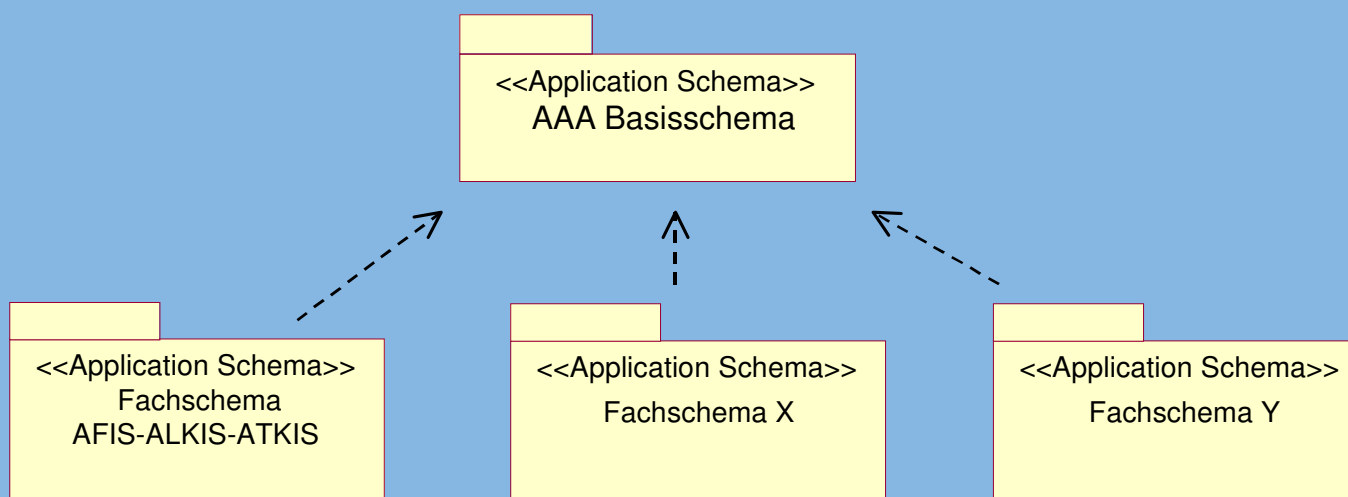 <<Application Schema>>
AAA Basisschema
<<Application Schema>>
Fachschema
AFIS-ALKIS-ATKIS
<<Application Schema>>
Fachschema X
<<Application Schema>>
Fachschema Y